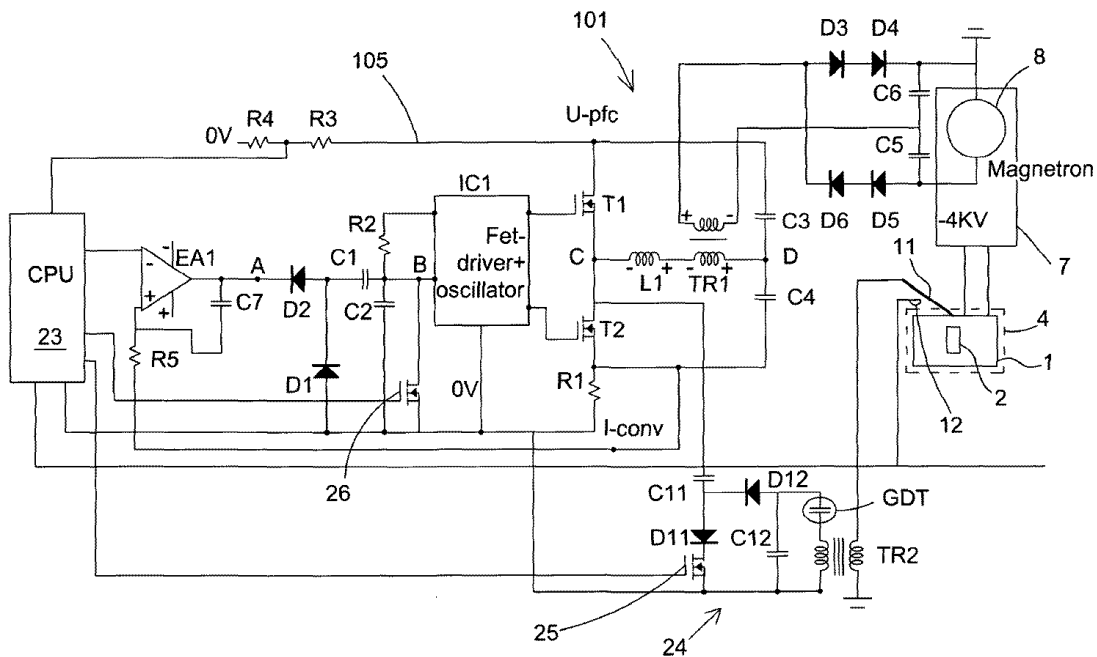 101
D3 D4
8
105
R4 R3
U-pfc
C6
0V
C5
Magnetron
IC1
T1
D6 D5
R2
-4KV
EA1
C1
Fet-
driver+
oscillator
C3
CPU
A
B
C
D
11
7
- + - +
L1 TR1
D2
C2
C7
C4
23
T2
4
R5
D1
R1
1
0V
2
12
I-conv
26
D12
C11
GDT
D11 C12
TR2
25
24